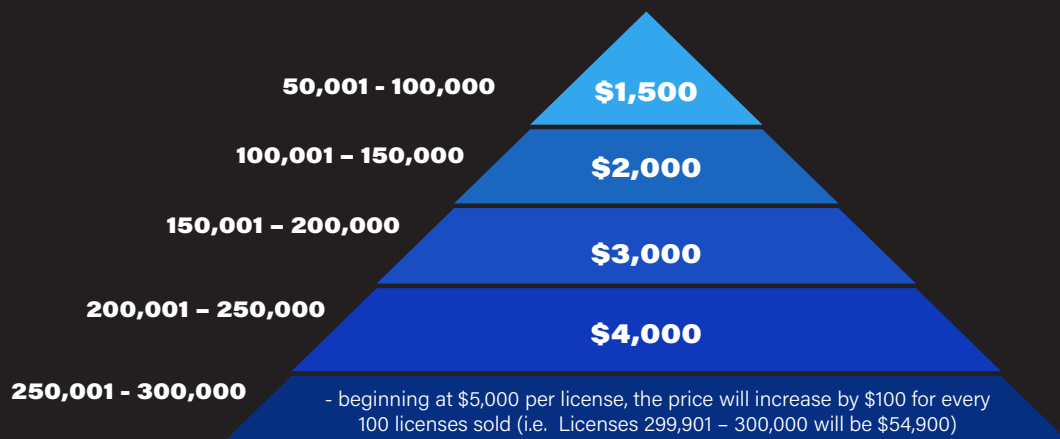 50,001 - 100,000
$1,500
100,001 – 150,000
$2,000
150,001 – 200,000
$3,000
200,001 – 250,000
$4,000
250,001 - 300,000
- beginning at $5,000 per license, the price will increase by $100 for every
100 licenses sold (i.e. Licenses 299,901 – 300,000 will be $54,900)